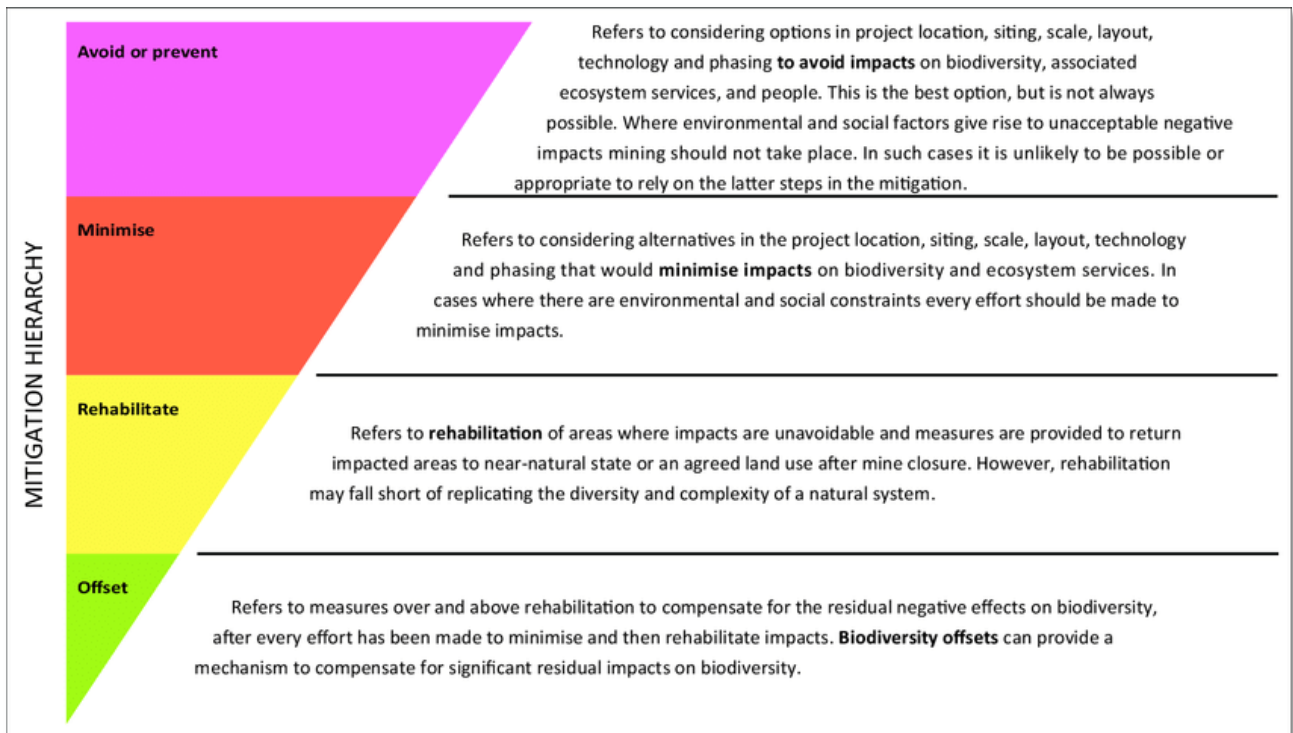 MITIGATION HIERARCHY
Avoid or prevent
Refers to considering options in project location, siting, scale, layout,
technology and phasing to avoid impacts on biodiversity, associated
ecosystem services, and people. This is the best option, but is not always
possible. Where environmental and social factors give rise to unacceptable negative
impacts mining should not take place. In such cases it is unlikely to be possible or
appropriate to rely on the latter steps in the mitigation.
Minimise
Refers to considering alternatives in the project location, siting, scale, layout, technology
and phasing that would minimise impacts on biodiversity and ecosystem services. In
cases where there are environmental and social constraints every effort should be made to
minimise impacts.
Rehabilitate
Refers to rehabilitation of areas where impacts are unavoidable and measures are provided to return
impacted areas to near-natural state or an agreed land use after mine closure. However, rehabilitation
may fall short of replicating the diversity and complexity of a natural system.
Offset
Refers to measures over and above rehabilitation to compensate for the residual negative effects on biodiversity,
after every effort has been made to minimise and then rehabilitate impacts. Biodiversity offsets can provide a
mechanism to compensate for significant residual impacts on biodiversity.